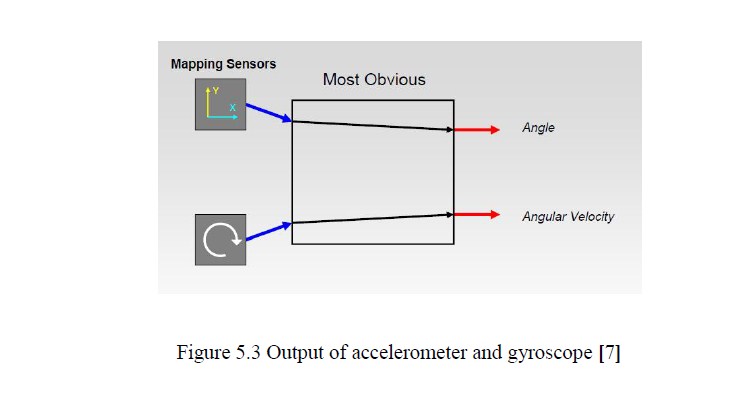 Mapping Sensors
Most Obvious
Y
X
Angle
Angular Velocity
Figure 5.3 Output of accelerometer and gyroscope [7]